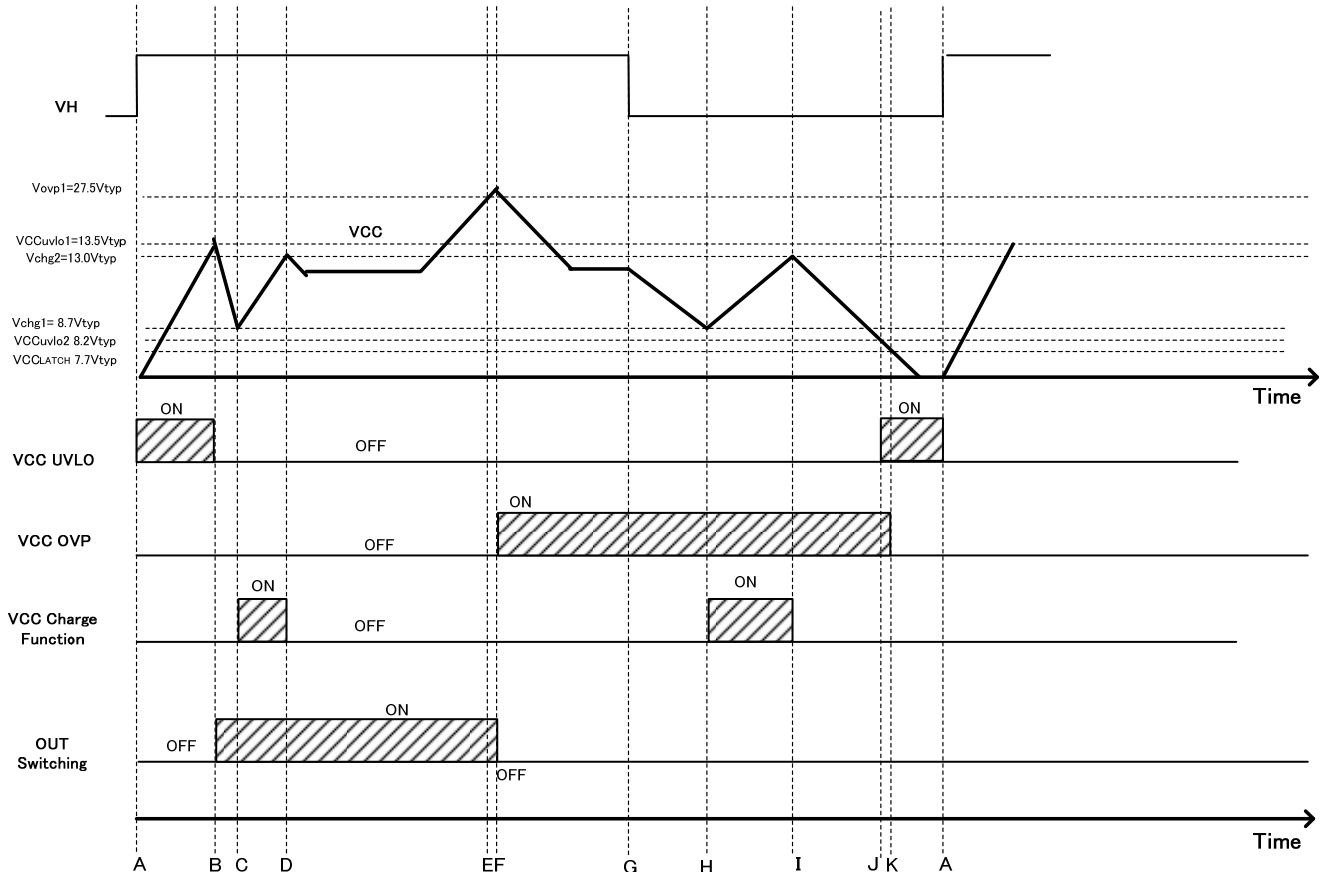 VH
Vovp1=27.5Vtyp
VCCuvlo1=13.5Vtyp
VCC
Vchg2=13.0Vtyp
Vchg1= 8.7Vtyp
VCCuvlo2 8.2Vtyp
VCCLATCH 7.7Vtyp
Time
ON
ON
OFF
VCC UVLO
ON
VCC OVP
OFF
ON
ON
VCC Charge
Function
OFF
ON
OUT
Switching
OFF
OFF
Time
A B C D E F G H I J K A